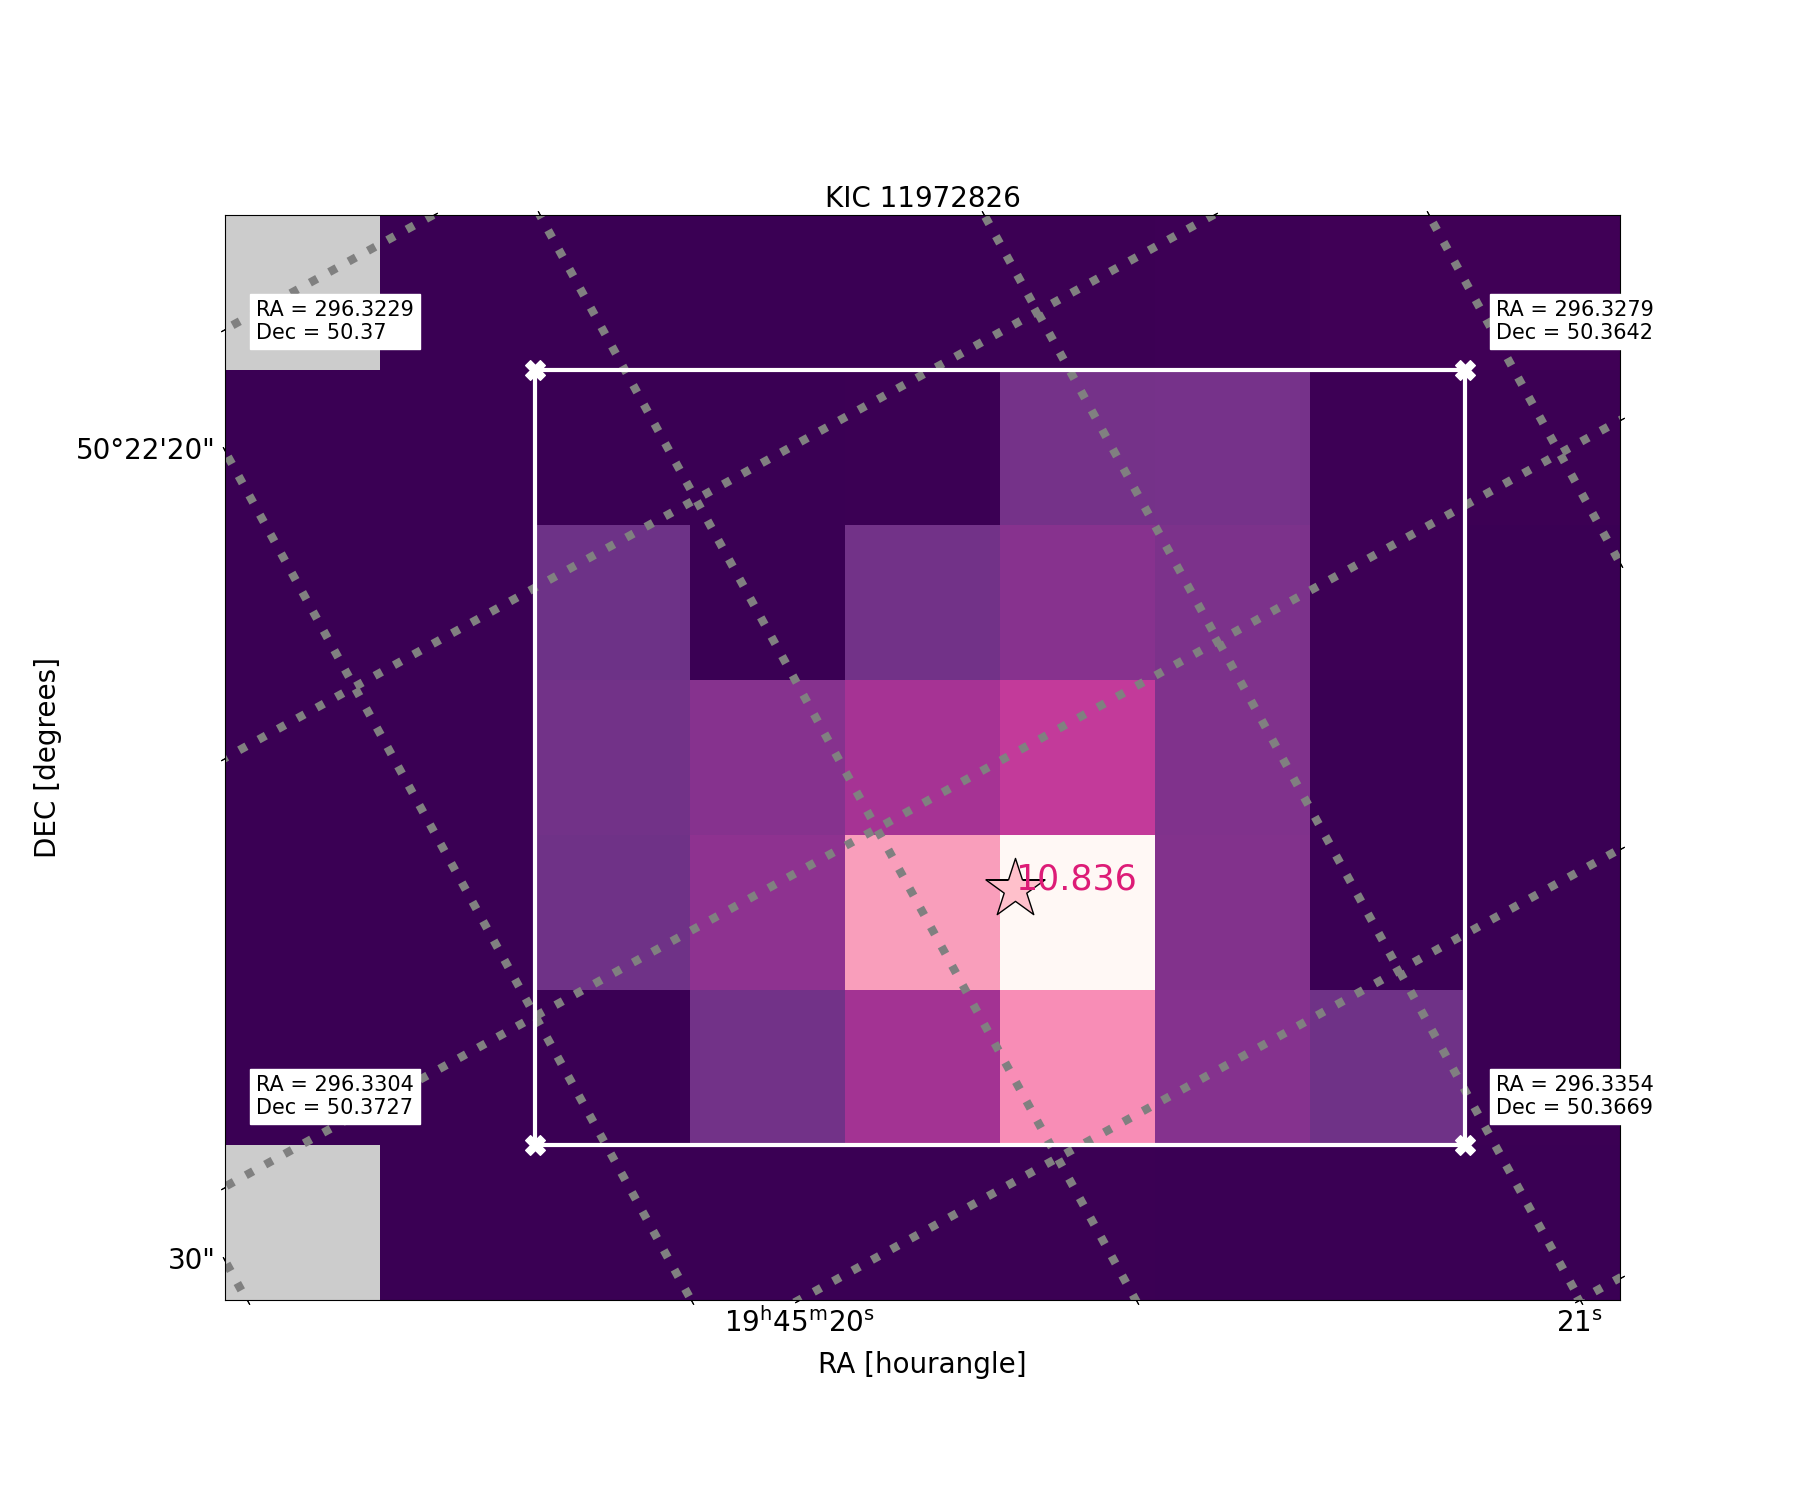 KIC 11972826
RA = 296.3229
Dec = 50.37
RA = 296.3279
Dec = 50.3642
50°22'20"
10.836
DEC [degrees]
RA = 296.3304
Dec = 50.3727
RA = 296.3354
Dec = 50.3669
30"
19ʰ45ᵐ20ˢ
21ˢ
RA [hourangle]